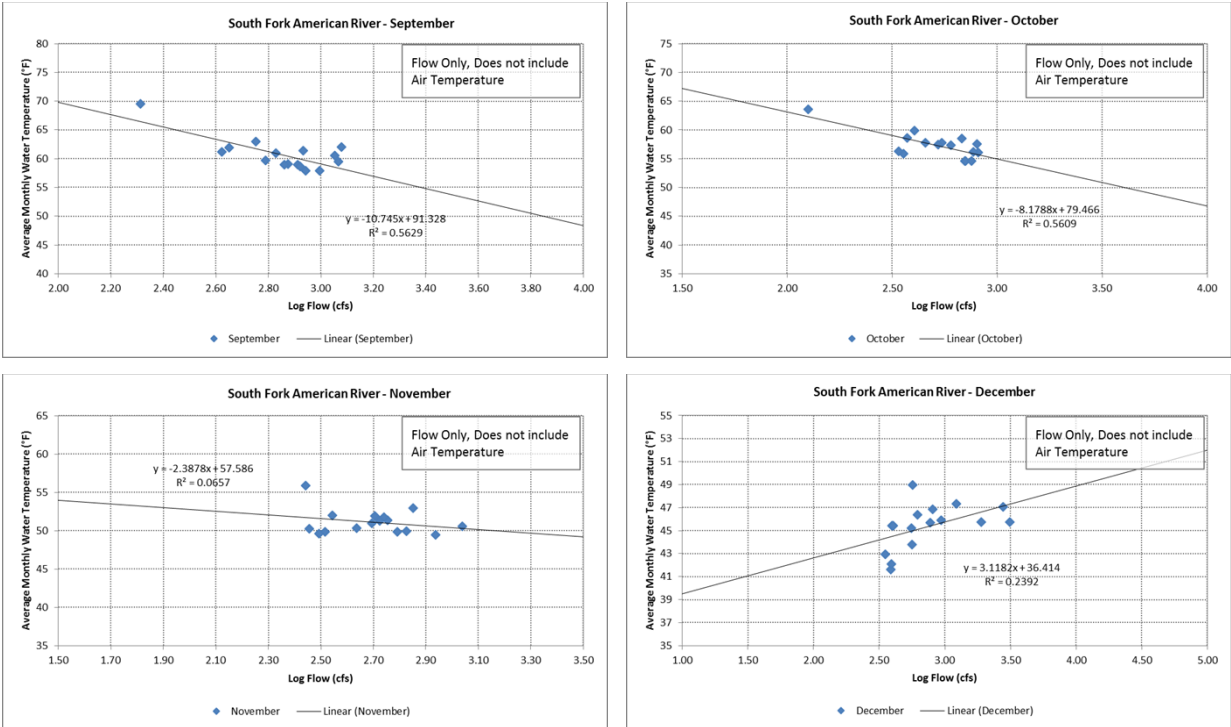 South Fork American River - September
Average Monthly Water Temperature (°F)
80
75
70
65
60
55
50
45
40
Flow Only, Does not include
Air Temperature
y = -10.745x + 91.328
R² = 0.5629
2.00 2.20 2.40 2.60 2.80 3.00 3.20 3.40 3.60 3.80 4.00
Log Flow (cfs)
September Linear (September)
South Fork American River - October
Average Monthly Water Temperature (°F)
80
75
70
65
60
55
50
45
40
35
Flow Only, Does not include
Air Temperature
y = -8.1788x + 79.466
R² = 0.5609
1.50 2.00 2.50 3.00 3.50 4.00
Log Flow (cfs)
October Linear (October)
South Fork American River - November
Average Monthly Water Temperature (°F)
65
60
55
50
45
40
35
Flow Only, Does not include
Air Temperature
y = -2.3878x + 57.586
R² = 0.0657
1.50 1.70 1.90 2.10 2.30 2.50 2.70 2.90 3.10 3.30 3.50
Log Flow (cfs)
November Linear (November)
South Fork American River - December
Average Monthly Water Temperature (°F)
55
53
51
49
47
45
43
41
39
37
35
Flow Only, Does not include
Air Temperature
y = 3.1182x + 36.414
R² = 0.2392
1.00 1.50 2.00 2.50 3.00 3.50 4.00 4.50 5.00
Log Flow (cfs)
December Linear (December)